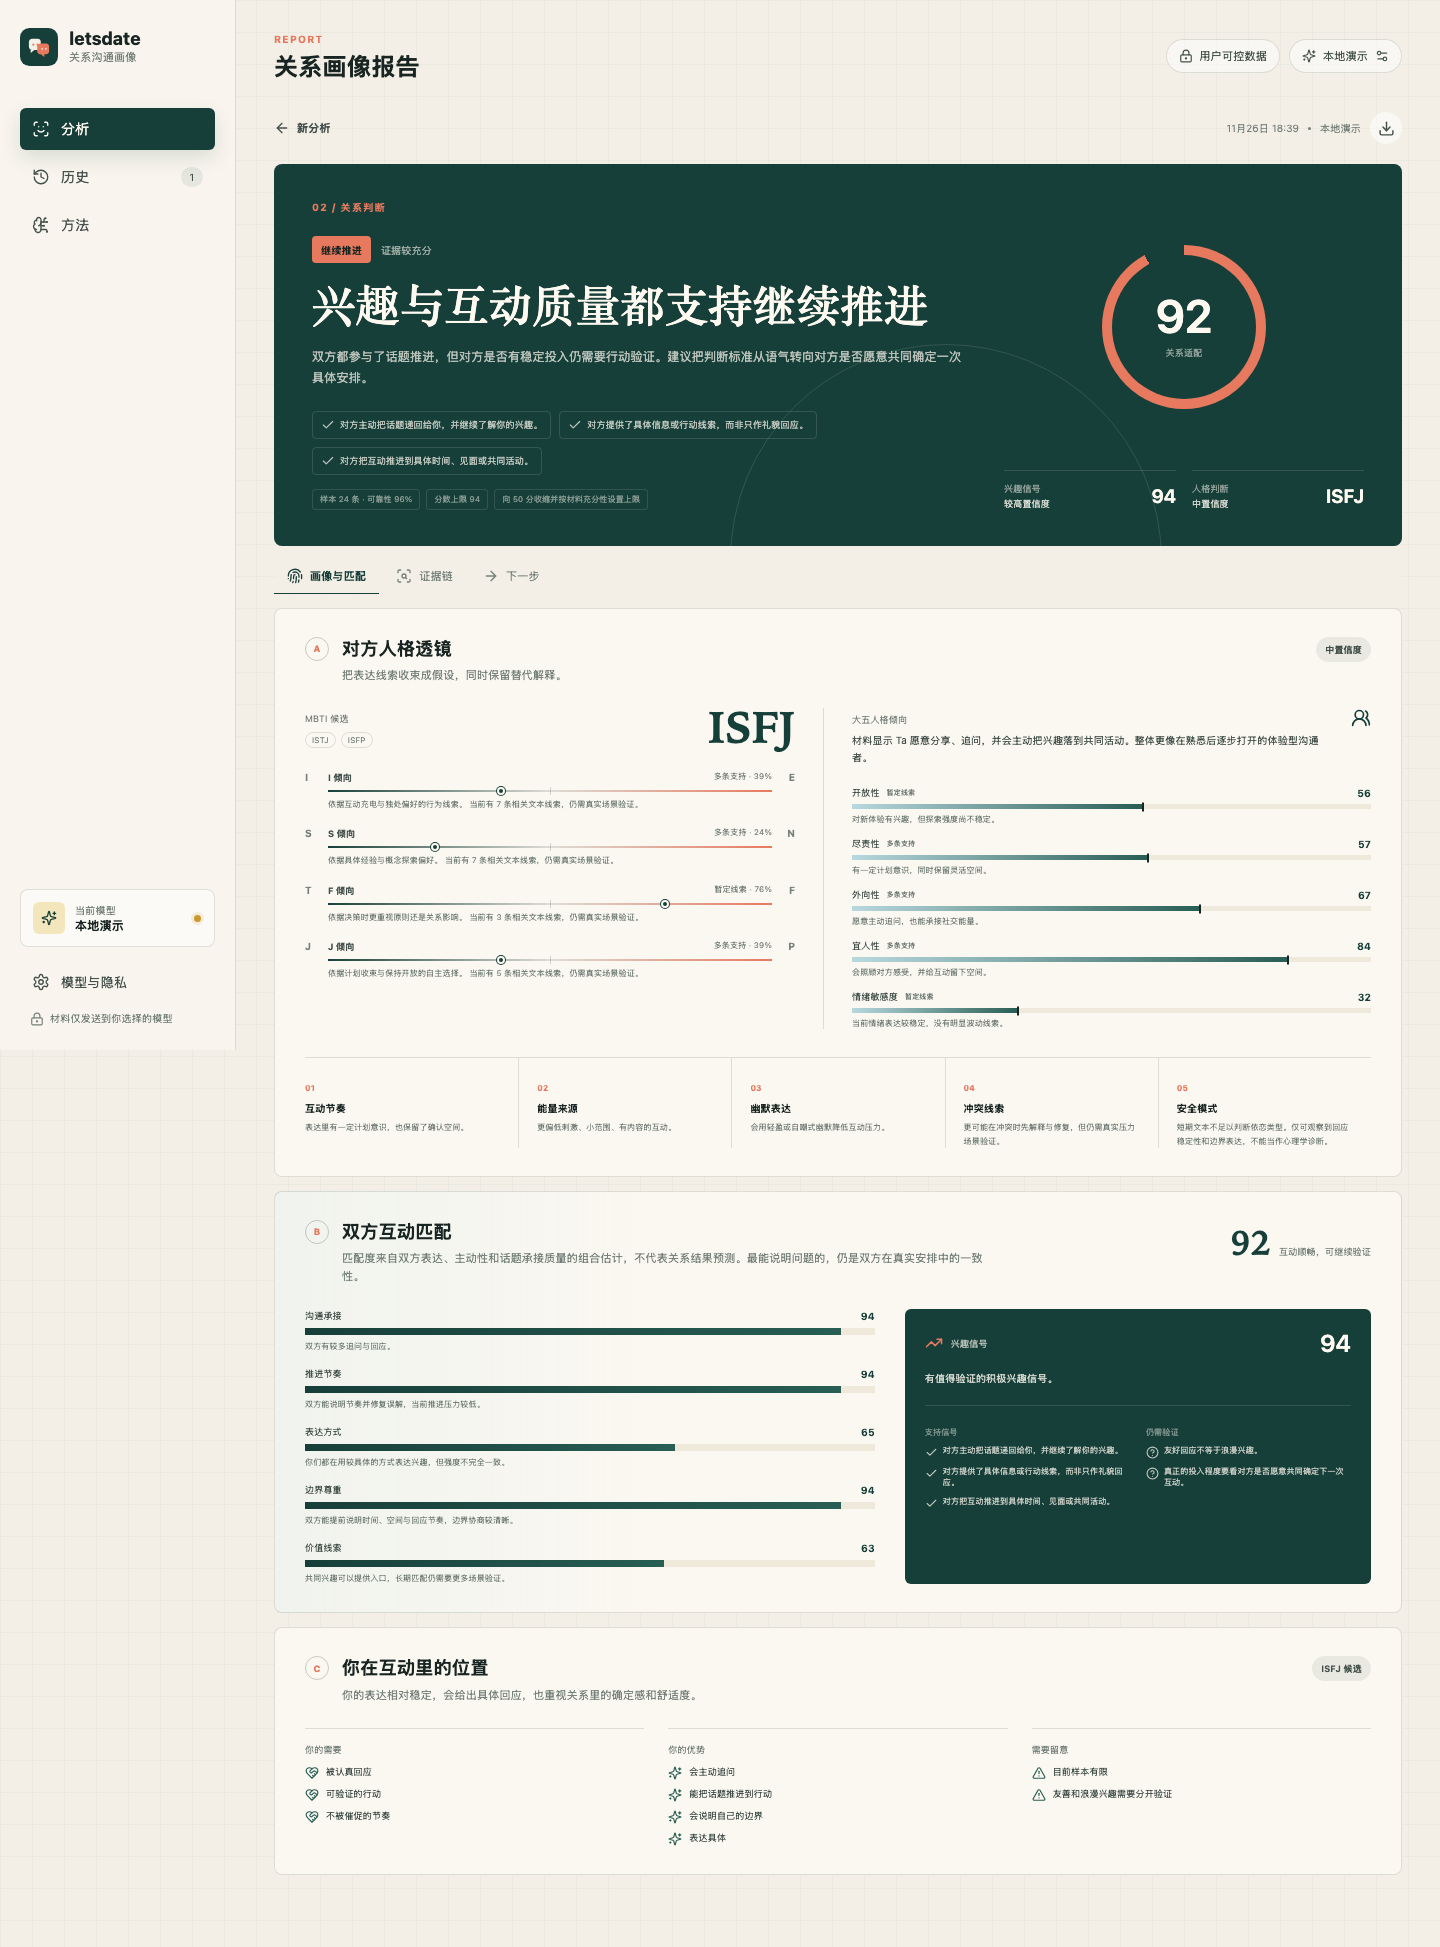 letsdate
关系沟通画像
分析
历史
1
方法
当前模型
本地演示
模型与隐私
材料仅发送到你选择的模型
REPORT
关系画像报告
用户可控数据
本地演示
新分析
11月26日 18:39 • 本地演示
02 / 关系判断
继续推进
证据较充分
兴趣与互动质量都支持继续推进
双方都参与了话题推进，但对方是否有稳定投入仍需要行动验证。建议把判断标准从语气转向对方是否愿意共同确定一次
具体安排。
对方主动把话题递回给你，并继续了解你的兴趣。
对方提供了具体信息或行动线索，而非只作礼貌回应。
对方把互动推进到具体时间、见面或共同活动。
样本 24 条 · 可靠性 96%
分数上限 94
向 50 分收缩并按材料充分性设置上限
92
关系适配
兴趣信号
较高置信度
94
人格判断
中置信度
ISFJ
画像与匹配
证据链
下一步
A
对方人格透镜
把表达线索收束成假设，同时保留替代解释。
中置信度
MBTI 候选
ISTJ
ISFP
ISFJ
I
I 倾向
多条支持 · 39%
E
依据互动充电与独处偏好的行为线索。 当前有 7 条相关文本线索，仍需真实场景验证。
S
S 倾向
多条支持 · 24%
N
依据具体经验与概念探索偏好。 当前有 7 条相关文本线索，仍需真实场景验证。
T
F 倾向
暂定线索 · 76%
F
依据决策时更重视原则还是关系影响。 当前有 3 条相关文本线索，仍需真实场景验证。
J
J 倾向
多条支持 · 39%
P
依据计划收束与保持开放的自主选择。 当前有 5 条相关文本线索，仍需真实场景验证。
大五人格倾向
材料显示 Ta 愿意分享、追问，并会主动把兴趣落到共同活动。整体更像在熟悉后逐步打开的体验型沟通
者。
开放性
暂定线索
56
对新体验有兴趣，但探索强度尚不稳定。
尽责性
多条支持
57
有一定计划意识，同时保留灵活空间。
外向性
多条支持
67
愿意主动追问，也能承接社交能量。
宜人性
多条支持
84
会照顾对方感受，并给互动留下空间。
情绪敏感度
暂定线索
32
当前情绪表达较稳定，没有明显波动线索。
01
互动节奏
表达里有一定计划意识，也保留了确认空间。
02
能量来源
更偏低刺激、小范围、有内容的互动。
03
幽默表达
会用轻盈或自嘲式幽默降低互动压力。
04
冲突线索
更可能在冲突时先解释与修复，但仍需真实压力
场景验证。
05
安全模式
短期文本不足以判断依恋类型。仅可观察到回应
稳定性和边界表达，不能当作心理学诊断。
B
双方互动匹配
匹配度来自双方表达、主动性和话题承接质量的组合估计，不代表关系结果预测。最能说明问题的，仍是双方在真实安排中的一致
性。
92
互动顺畅，可继续验证
沟通承接
94
双方有较多追问与回应。
推进节奏
94
双方能说明节奏并修复误解，当前推进压力较低。
表达方式
65
你们都在用较具体的方式表达兴趣，但强度不完全一致。
边界尊重
94
双方能提前说明时间、空间与回应节奏，边界协商较清晰。
价值线索
63
共同兴趣可以提供入口，长期匹配仍需要更多场景验证。
兴趣信号
94
有值得验证的积极兴趣信号。
支持信号
对方主动把话题递回给你，并继续了解你的兴趣。
对方提供了具体信息或行动线索，而非只作礼貌回
应。
对方把互动推进到具体时间、见面或共同活动。
仍需验证
友好回应不等于浪漫兴趣。
真正的投入程度要看对方是否愿意共同确定下一次
互动。
C
你在互动里的位置
你的表达相对稳定，会给出具体回应，也重视关系里的确定感和舒适度。
ISFJ 候选
你的需要
被认真回应
可验证的行动
不被催促的节奏
你的优势
会主动追问
能把话题推进到行动
会说明自己的边界
表达具体
需要留意
目前样本有限
友善和浪漫兴趣需要分开验证